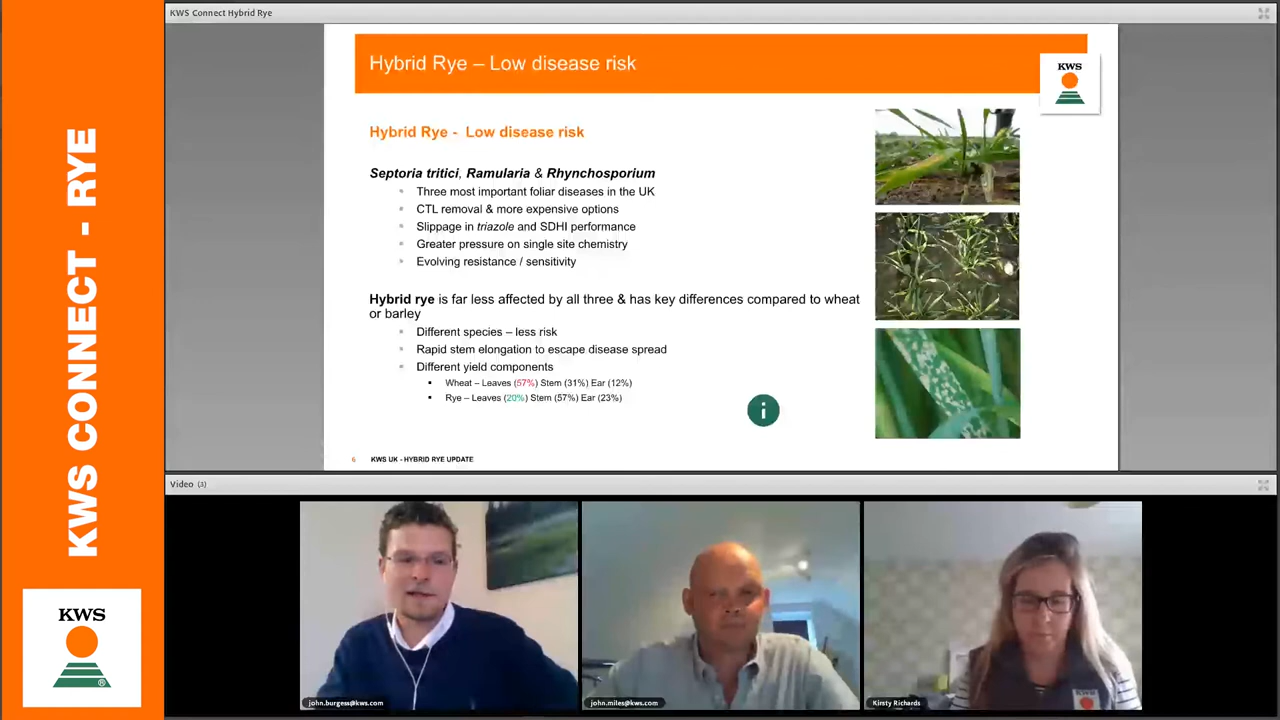 KWS Connect Hybrid Rye
KWS CONNECT - RYE
KWS
®
Hybrid Rye – Low disease risk
KWS
Hybrid Rye - Low disease risk
Septoria tritici, Ramularia & Rhynchosporium
Three most important foliar diseases in the UK
CTL removal & more expensive options
Slippage in triazole and SDHI performance
Greater pressure on single site chemistry
Evolving resistance / sensitivity
Hybrid rye is far less affected by all three & has key differences compared to wheat
or barley
Different species – less risk
Rapid stem elongation to escape disease spread
Different yield components
Wheat – Leaves (57%) Stem (31%) Ear (12%)
Rye – Leaves (20%) Stem (57%) Ear (23%)
i
6 KWS UK - HYBRID RYE UPDATE
Video (3)
john.burgess@kws.com
john.miles@kws.com
Kirsty Richards
KWS